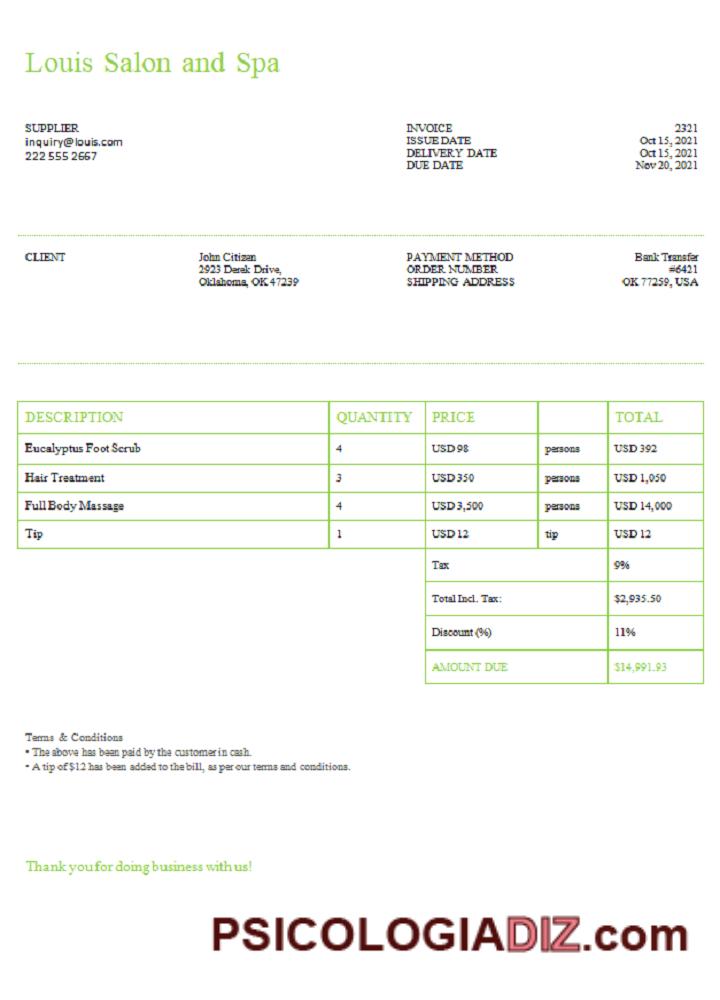 Louis Salon and Spa
SUPPLIER
inquiry@louis.com
222 555 2667
INVOICE 2321
ISSUE DATE Oct 15, 2021
DELIVERY DATE Oct 15, 2021
DUE DATE Nov 20, 2021
CLIENT
John Citizan
2923 Derek Drive,
Oklahoma, OK 47239
PAYMENT METHOD Bank Transfer
ORDER NUMBER #6421
SHIPPING ADDRESS OK 77259, USA
DESCRIPTION QUANTITY PRICE TOTAL
Eucalyptus Foot Scrub 4 USD 98 persons USD 392
Hair Treatment 3 USD 350 persons USD 1,050
Full Body Massage 4 USD 3,500 persons USD 14,000
Tip 1 USD 12 tip USD 12
Tax 9%
Total Incl. Tax: $2,935.50
Discount (%) 11%
AMOUNT DUE $14,991.93
Terms & Conditions
• The above has been paid by the customer in cash.
• A tip of $12 has been added to the bill, as per our terms and conditions.
Thank you for doing business with us!
PSICOLOGIADIZ.com